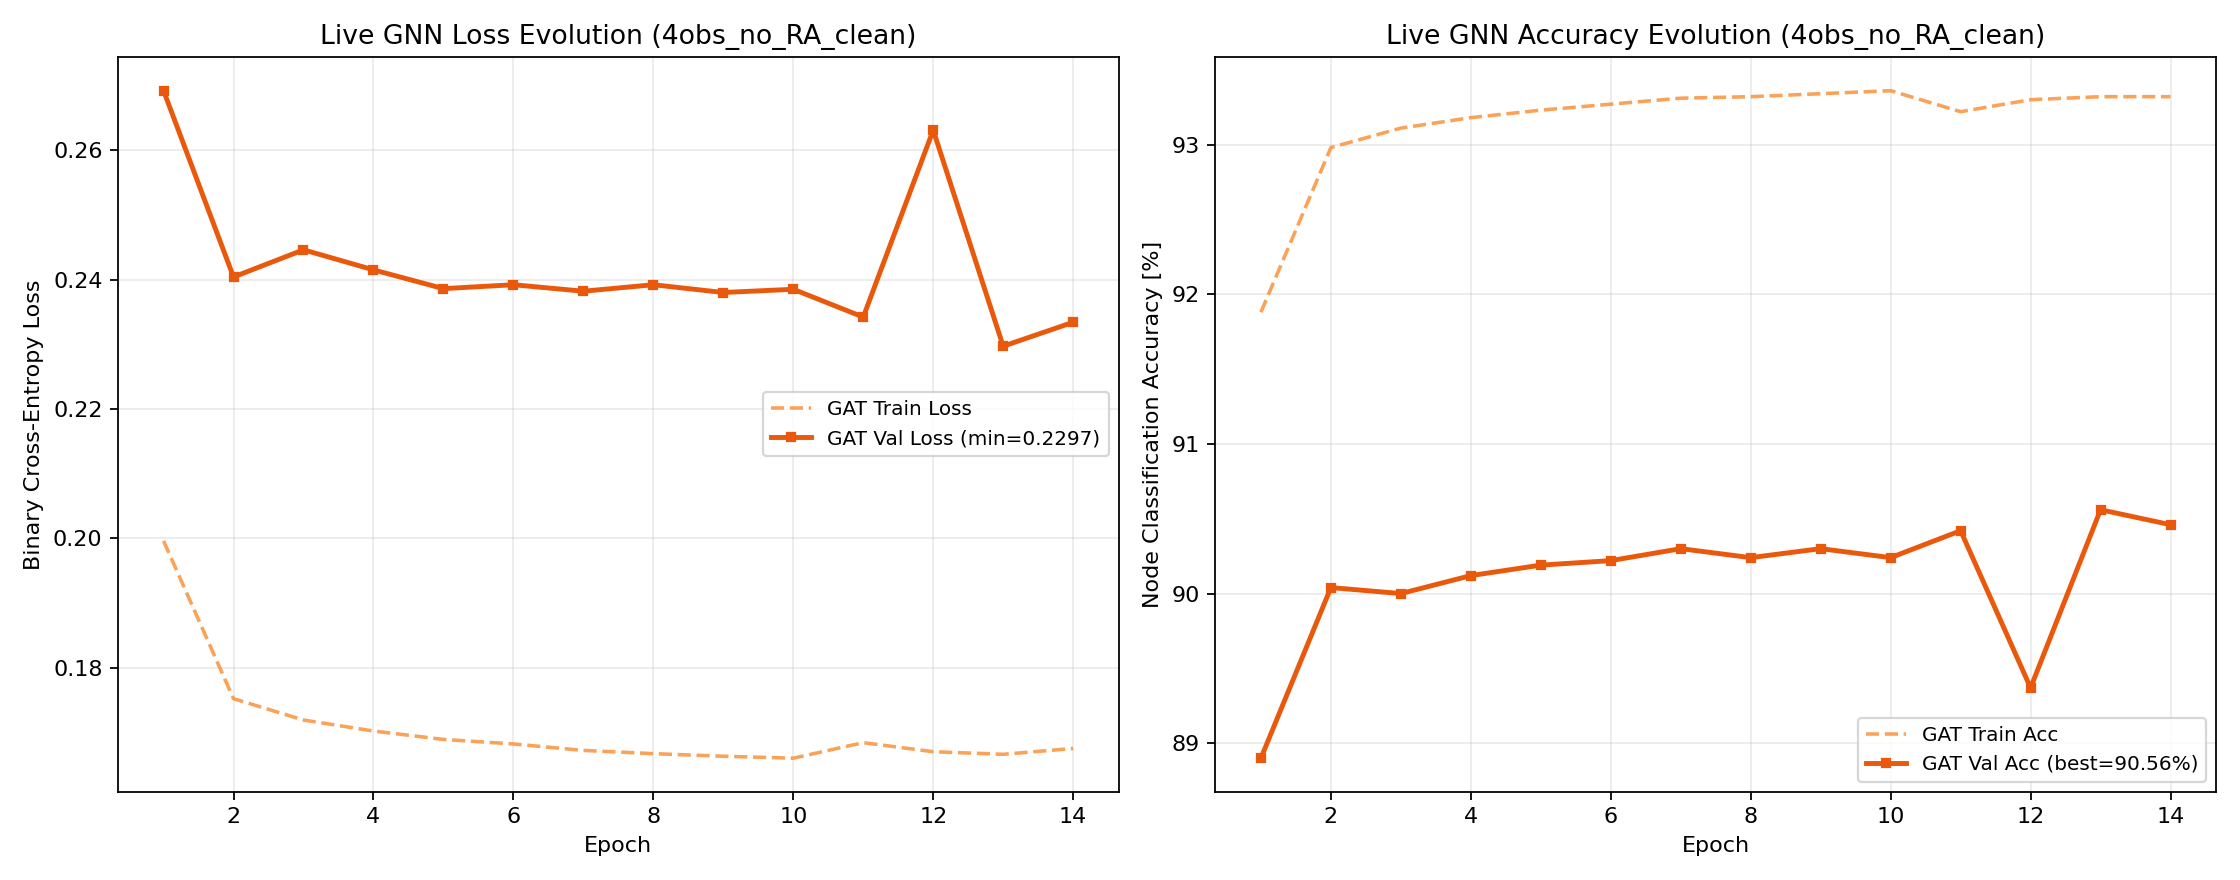 Live GNN Loss Evolution (4obs_no_RA_clean)
Binary Cross-Entropy Loss
0.26
0.24
0.22
0.20
0.18
GAT Train Loss
GAT Val Loss (min=0.2297)
2 4 6 8 10 12 14
Epoch
Live GNN Accuracy Evolution (4obs_no_RA_clean)
Node Classification Accuracy [%]
93
92
91
90
89
GAT Train Acc
GAT Val Acc (best=90.56%)
2 4 6 8 10 12 14
Epoch